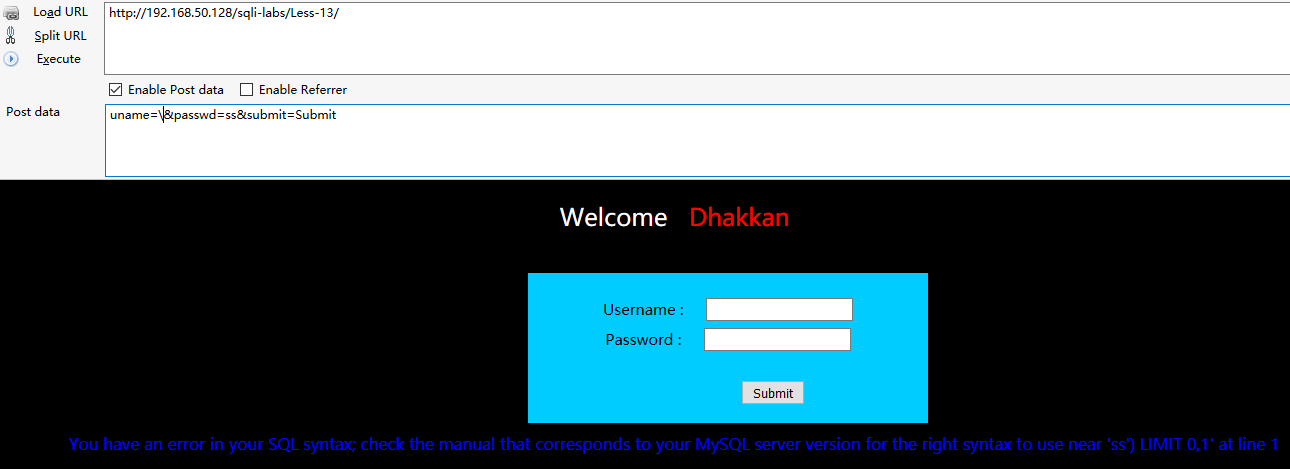 Load URL http://192.168.50.128/sqli-labs/Less-13/
Split URL
Execute
Enable Post data Enable Referrer
Post data uname=\&passwd=ss&submit=Submit
Welcome Dhakkan
Username :
Password :
Submit
You have an error in your SQL syntax; check the manual that corresponds to your MySQL server version for the right syntax to use near 'ss') LIMIT 0,1' at line 1